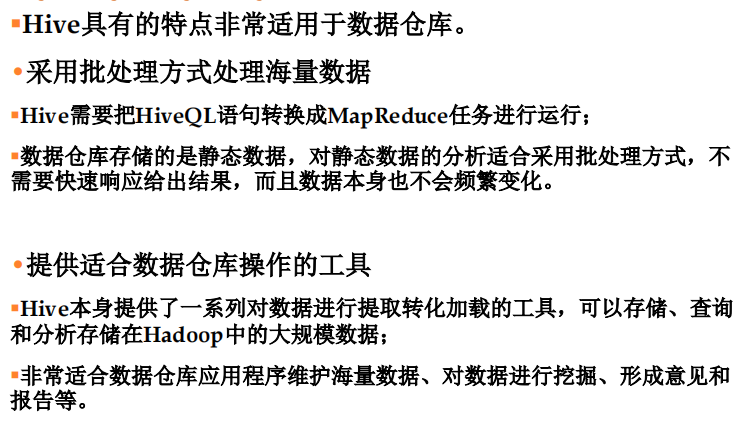 ▪Hive具有的特点非常适用于数据仓库。
•采用批处理方式处理海量数据
▪Hive需要把HiveQL语句转换成MapReduce任务进行运行；
▪数据仓库存储的是静态数据，对静态数据的分析适合采用批处理方式，不
需要快速响应给出结果，而且数据本身也不会频繁变化。
•提供适合数据仓库操作的工具
▪Hive本身提供了一系列对数据进行提取转化加载的工具，可以存储、查询
和分析存储在Hadoop中的大规模数据；
▪非常适合数据仓库应用程序维护海量数据、对数据进行挖掘、形成意见和
报告等。